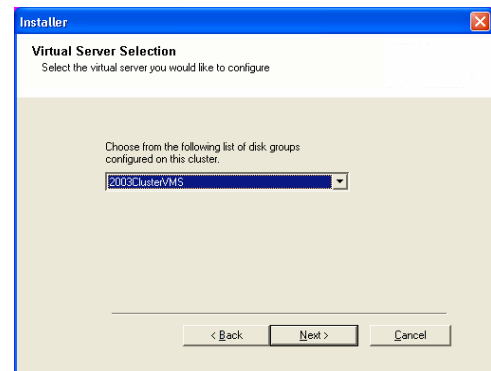 Installer
Virtual Server Selection
Select the virtual server you would like to configure
Choose from the following list of disk groups
configured on this cluster.
2003ClusterVMS
< Back
Next >
Cancel